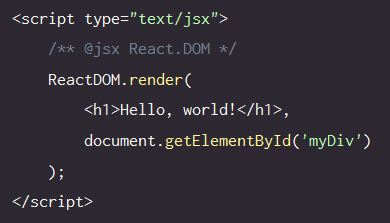 <script type="text/jsx">
    /** @jsx React.DOM */
    ReactDOM.render(
        <h1>Hello, world!</h1>,
        document.getElementById('myDiv')
    );
</script>